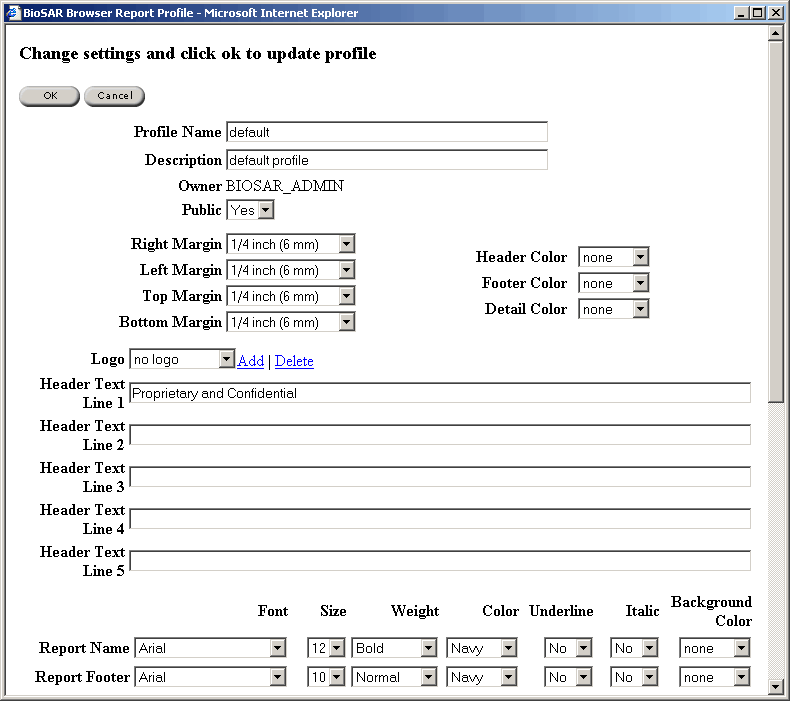 BioSAR Browser Report Profile - Microsoft Internet Explorer
Change settings and click ok to update profile
OK Cancel
Profile Name default
Description default profile
Owner BIOSAR_ADMIN
Public Yes
Right Margin 1/4 inch (6 mm)
Header Color none
Left Margin 1/4 inch (6 mm)
Footer Color none
Top Margin 1/4 inch (6 mm)
Detail Color none
Bottom Margin 1/4 inch (6 mm)
Logo no logo Add | Delete
Header Text
Line 1 Proprietary and Confidential
Header Text
Line 2
Header Text
Line 3
Header Text
Line 4
Header Text
Line 5
Font Size Weight Color Underline Italic Background
Color
Report Name Arial 12 Bold Navy No No none
Report Footer Arial 10 Normal Navy No No none